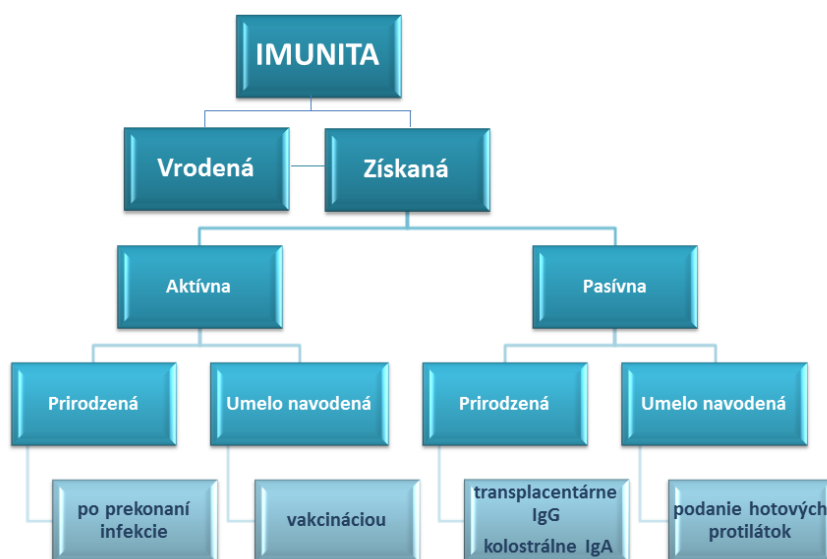 IMUNITA
Vrodená
Získaná
Aktívna
Pasívna
Prirodzená
Umelo navodená
Prirodzená
Umelo navodená
po prekonaní
infekcie
vakcináciou
transplacentárne
IgG
kolostrálne IgA
podanie hotových
protilátok